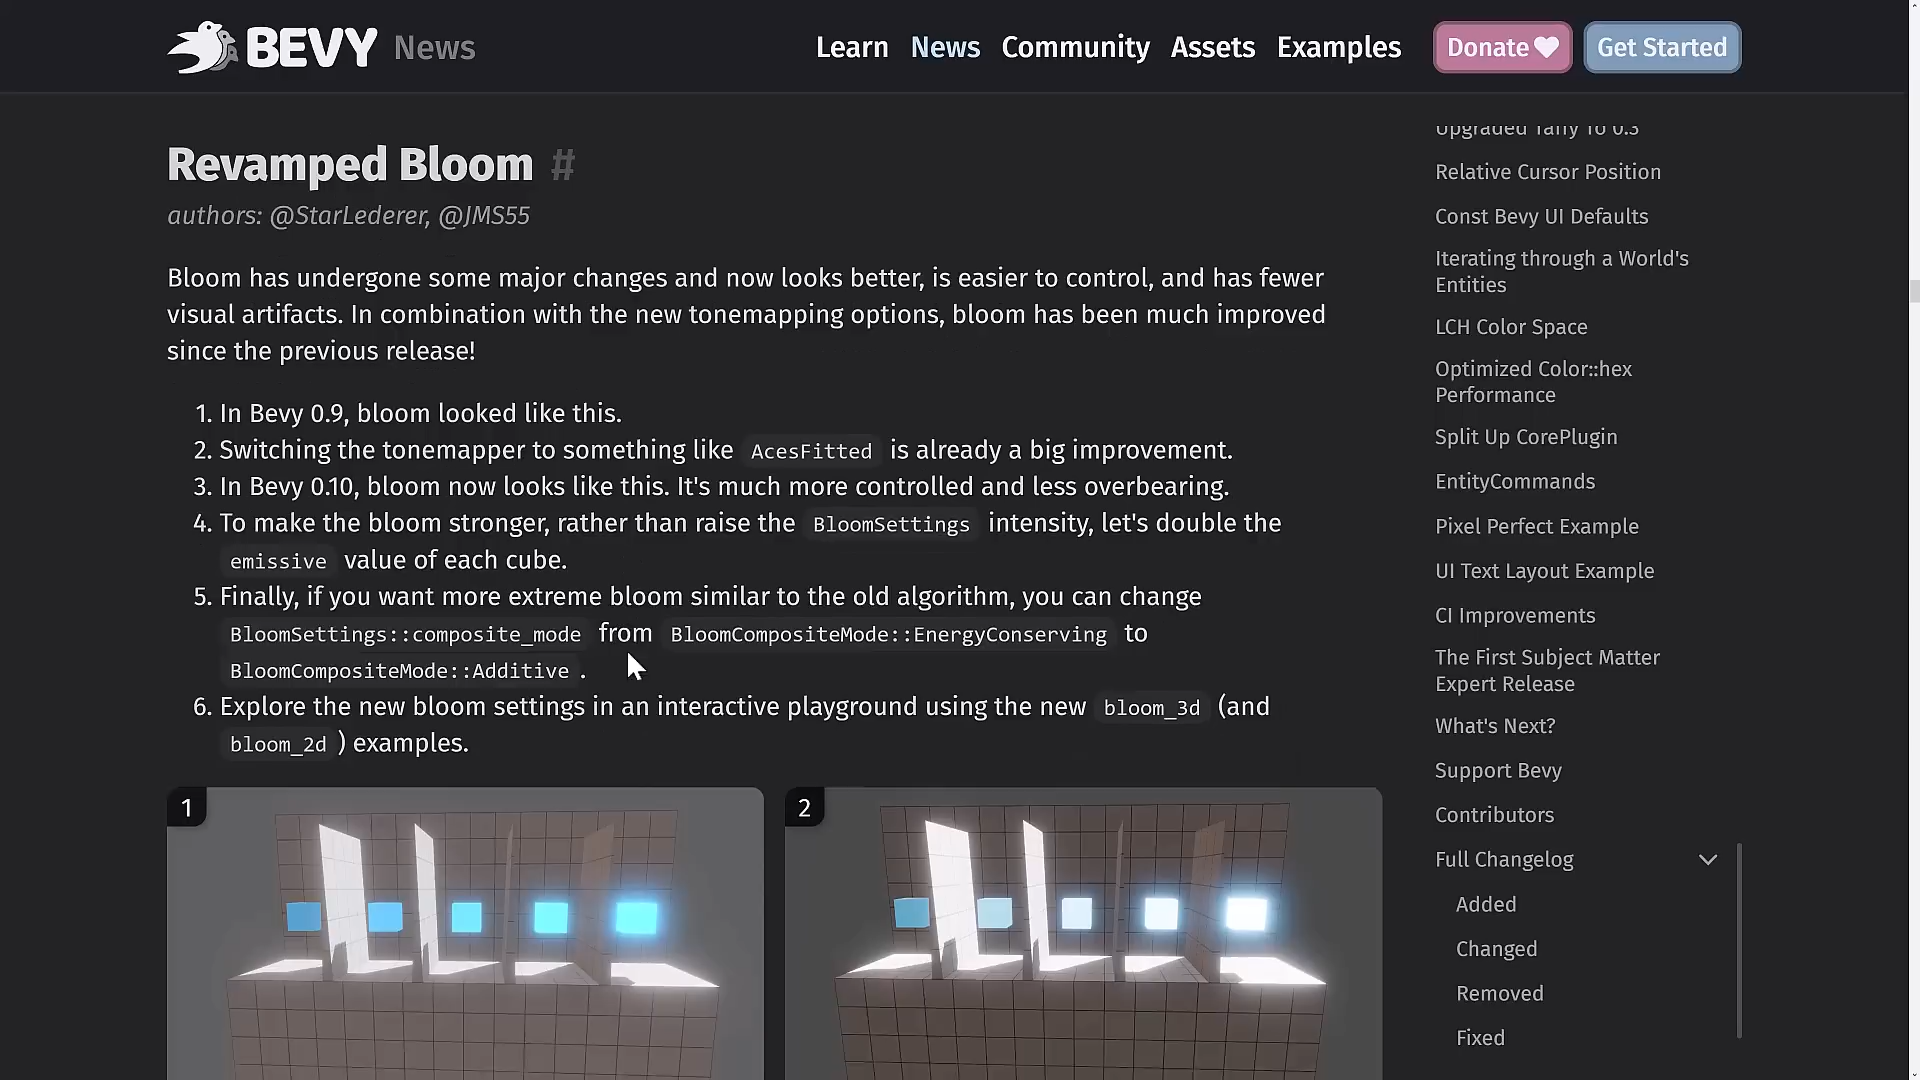 BEVY News
Learn News Community Assets Examples Donate Get Started
Revamped Bloom #
authors: @StarLederer, @JMS55
Bloom has undergone some major changes and now looks better, is easier to control, and has fewer
visual artifacts. In combination with the new tonemapping options, bloom has been much improved
since the previous release!
1. In Bevy 0.9, bloom looked like this.
2. Switching the tonemapper to something like AcesFitted is already a big improvement.
3. In Bevy 0.10, bloom now looks like this. It's much more controlled and less overbearing.
4. To make the bloom stronger, rather than raise the BloomSettings intensity, let's double the
emissive value of each cube.
5. Finally, if you want more extreme bloom similar to the old algorithm, you can change
BloomSettings::composite_mode from BloomCompositeMode::EnergyConserving to
BloomCompositeMode::Additive .
6. Explore the new bloom settings in an interactive playground using the new bloom_3d (and
bloom_2d ) examples.
1
2
Upgraded Taffy To 0.3
Relative Cursor Position
Const Bevy UI Defaults
Iterating through a World's
Entities
LCH Color Space
Optimized Color::hex
Performance
Split Up CorePlugin
EntityCommands
Pixel Perfect Example
UI Text Layout Example
CI Improvements
The First Subject Matter
Expert Release
What's Next?
Support Bevy
Contributors
Full Changelog
Added
Changed
Removed
Fixed